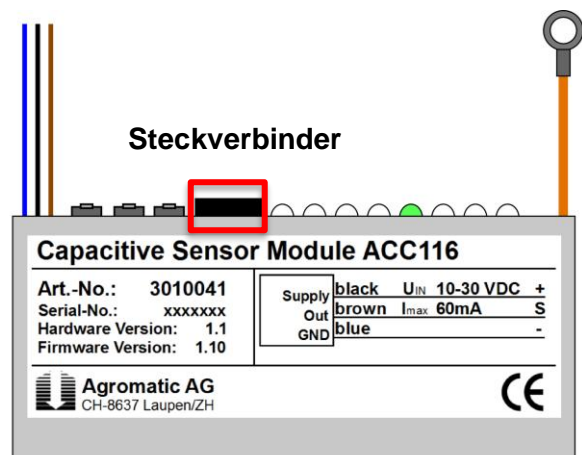 Steckverbinder
Capacitive Sensor Module ACC116
Art.-No.: 3010041
Serial-No.: xxxxxxx
Hardware Version: 1.1
Firmware Version: 1.10
Supply black UIN 10-30 VDC +
Out brown Imax 60mA S
GND blue -
Agromatic AG
CH-8637 Laupen/ZH
CE